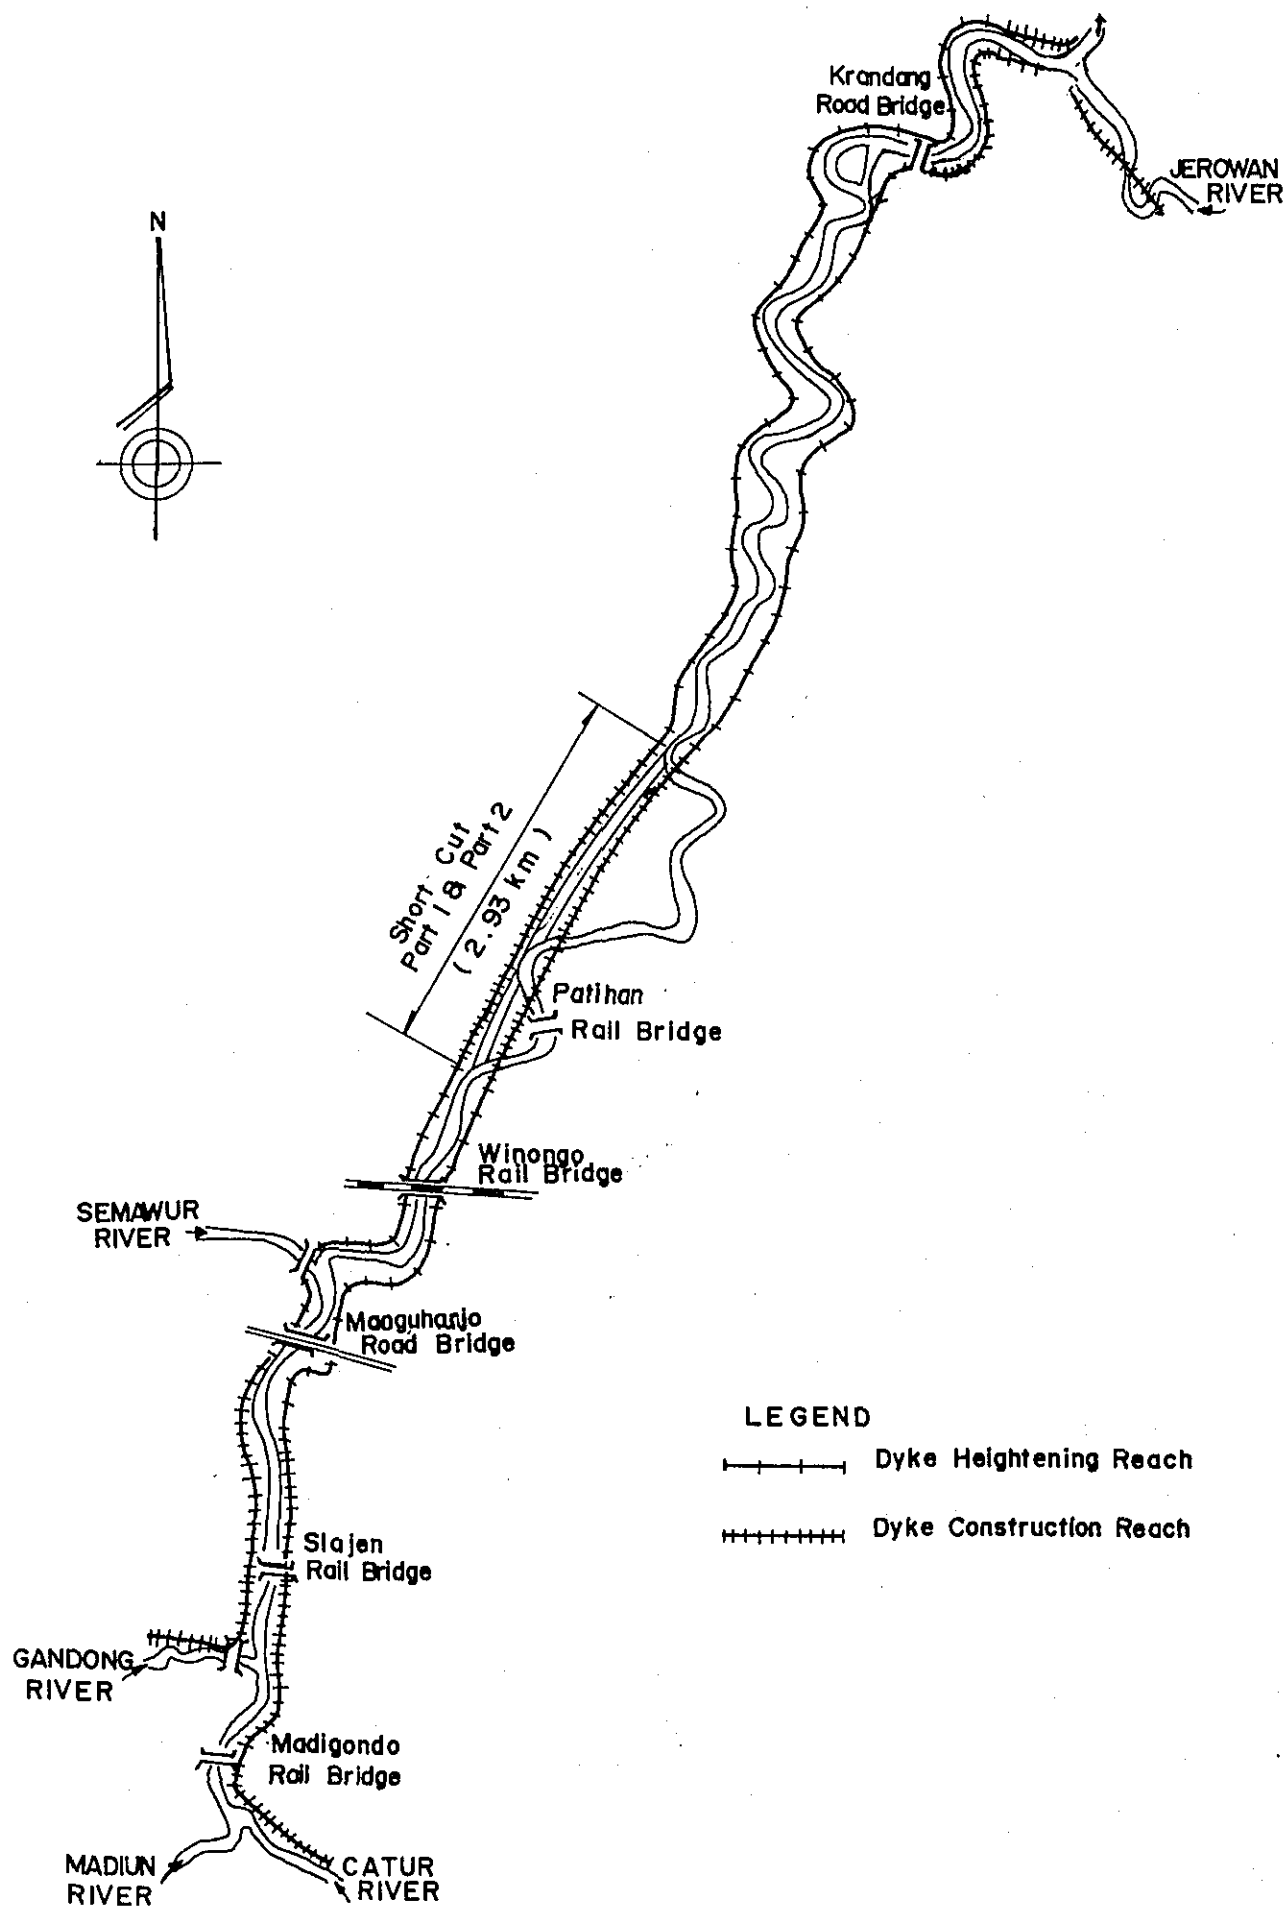 Krandang
Road Bridge
JEROWAN
RIVER
N
Short Cut
Part 1 & Part 2
( 2.93 km )
Patihan
Rail Bridge
Winongo
Rail Bridge
SEMAWUR
RIVER
Maoguharjo
Road Bridge
LEGEND
Dyke Heightening Reach
Dyke Construction Reach
Slajen
Rail Bridge
GANDONG
RIVER
Madigondo
Rail Bridge
MADIUN
RIVER
CATUR
RIVER